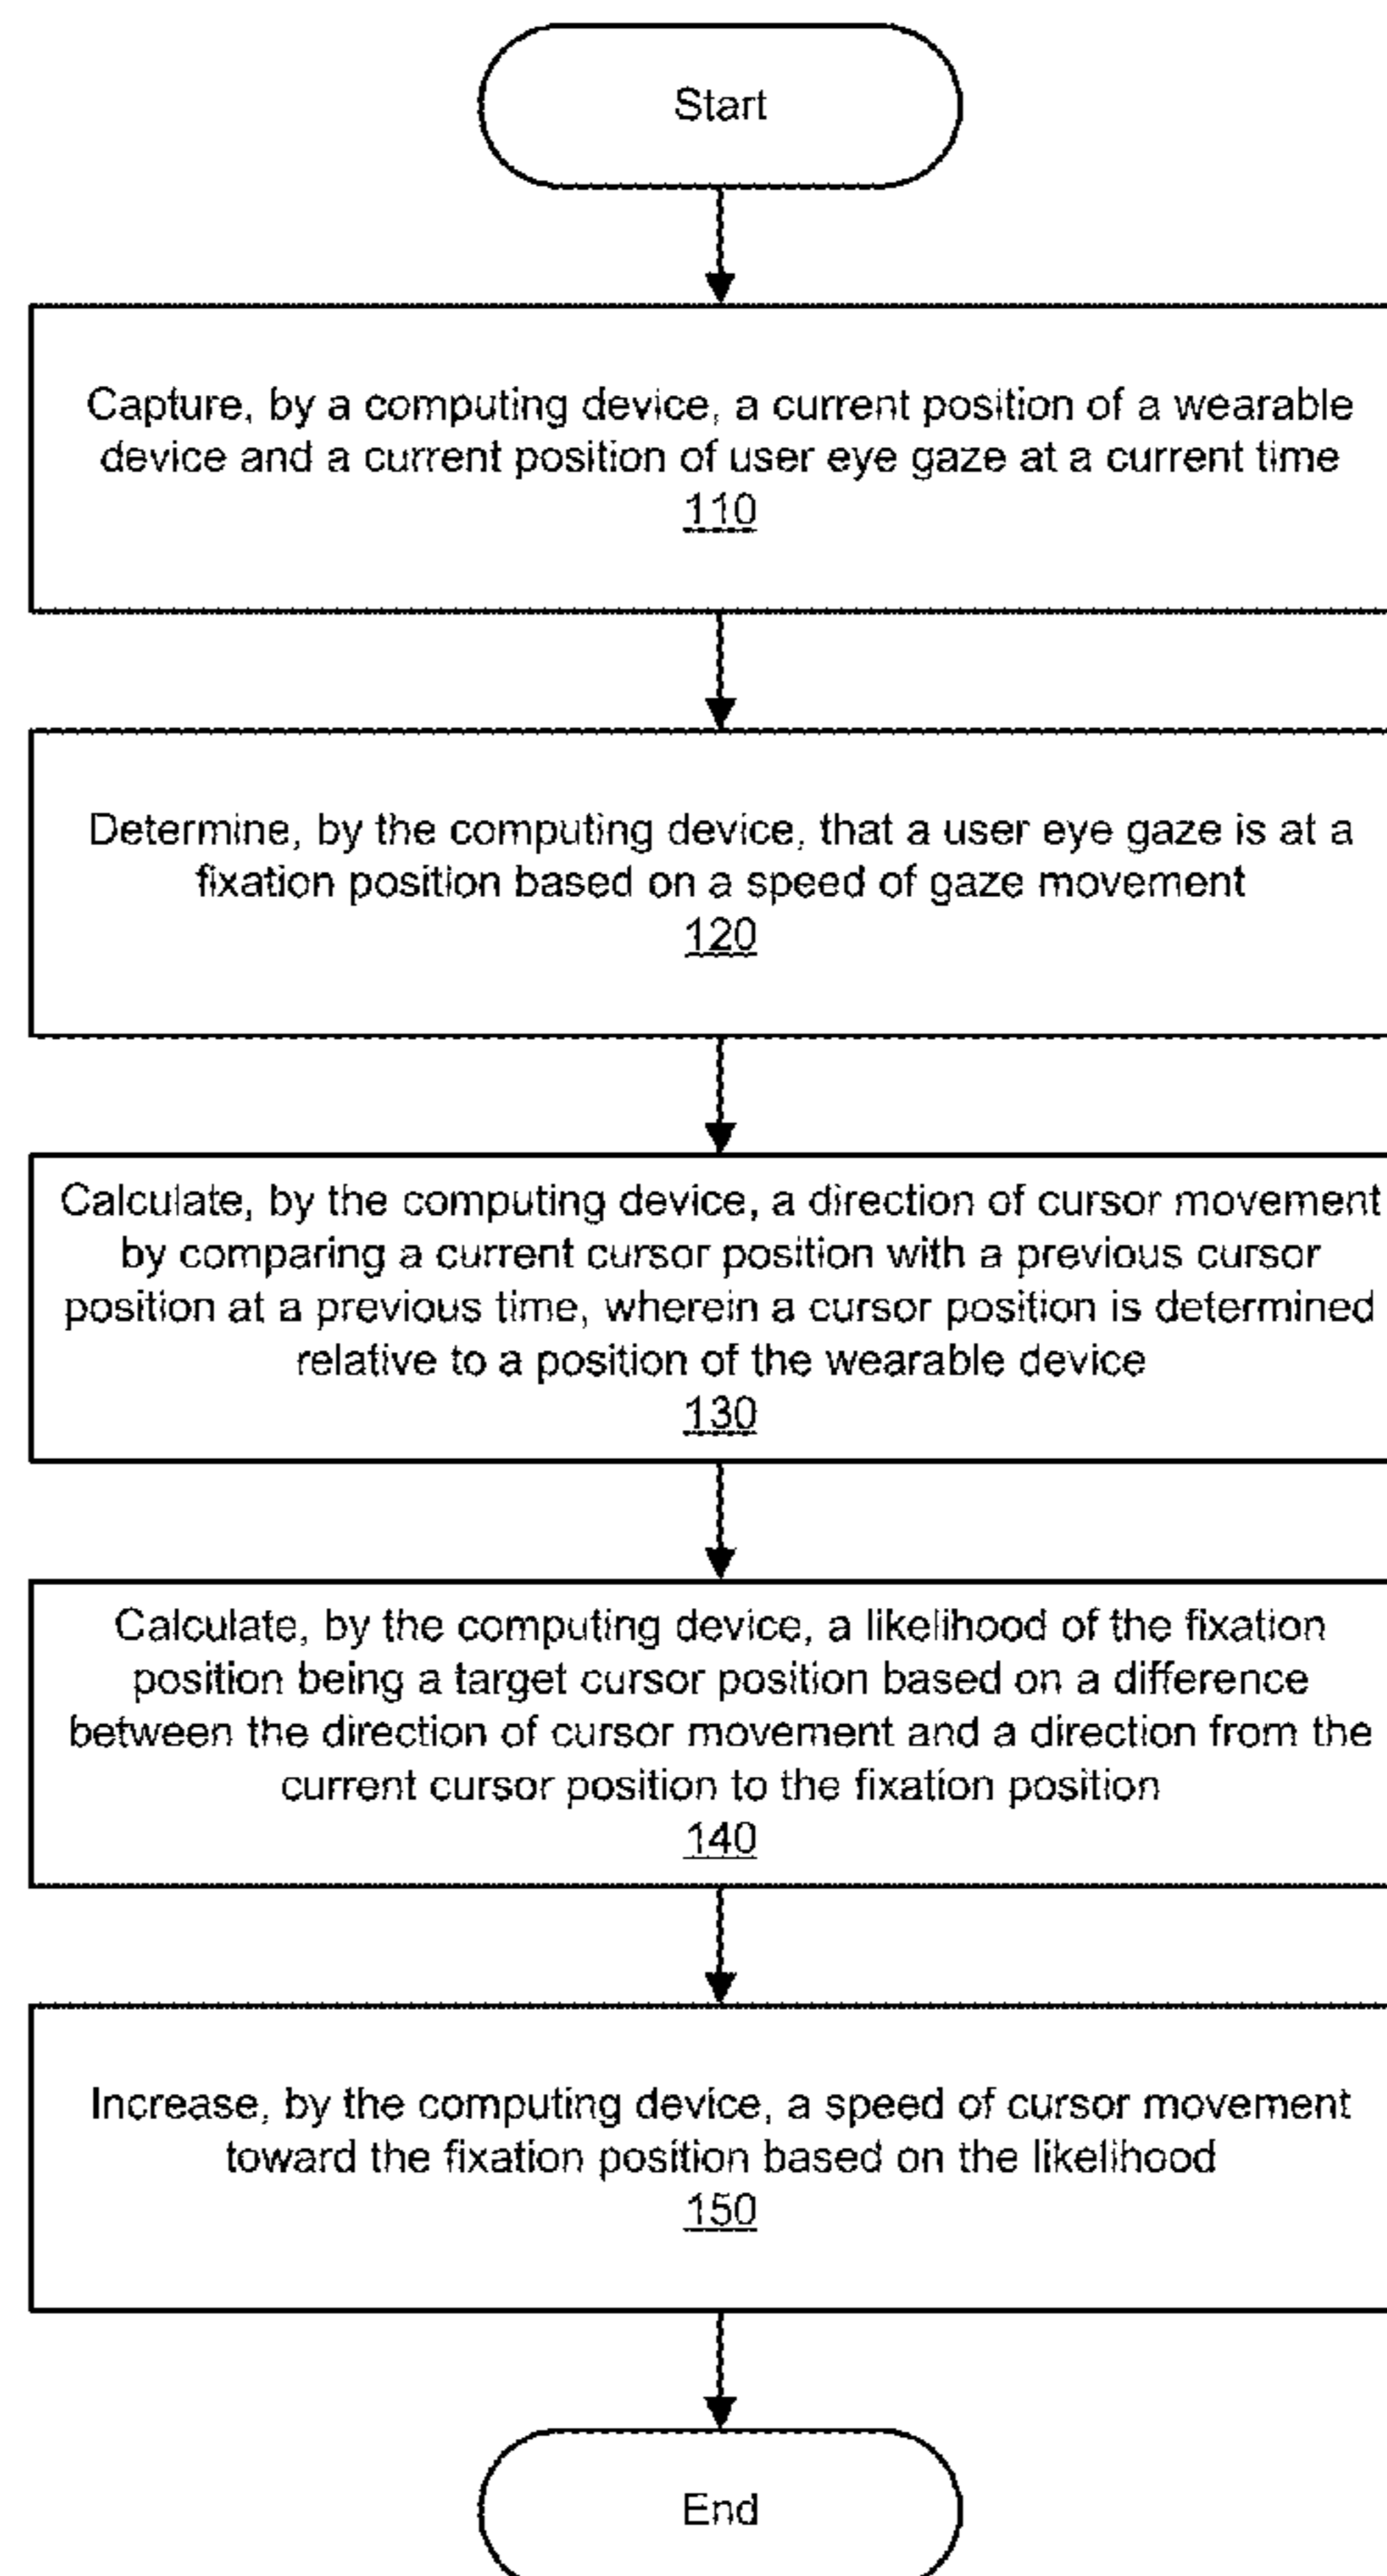 Start
Capture, by a computing device, a current position of a wearable
device and a current position of user eye gaze at a current time
110
Determine, by the computing device, that a user eye gaze is at a
fixation position based on a speed of gaze movement
120
Calculate, by the computing device, a direction of cursor movement
by comparing a current cursor position with a previous cursor
position at a previous time, wherein a cursor position is determined
relative to a position of the wearable device
130
Calculate, by the computing device, a likelihood of the fixation
position being a target cursor position based on a difference
between the direction of cursor movement and a direction from the
current cursor position to the fixation position
140
Increase, by the computing device, a speed of cursor movement
toward the fixation position based on the likelihood
150
End